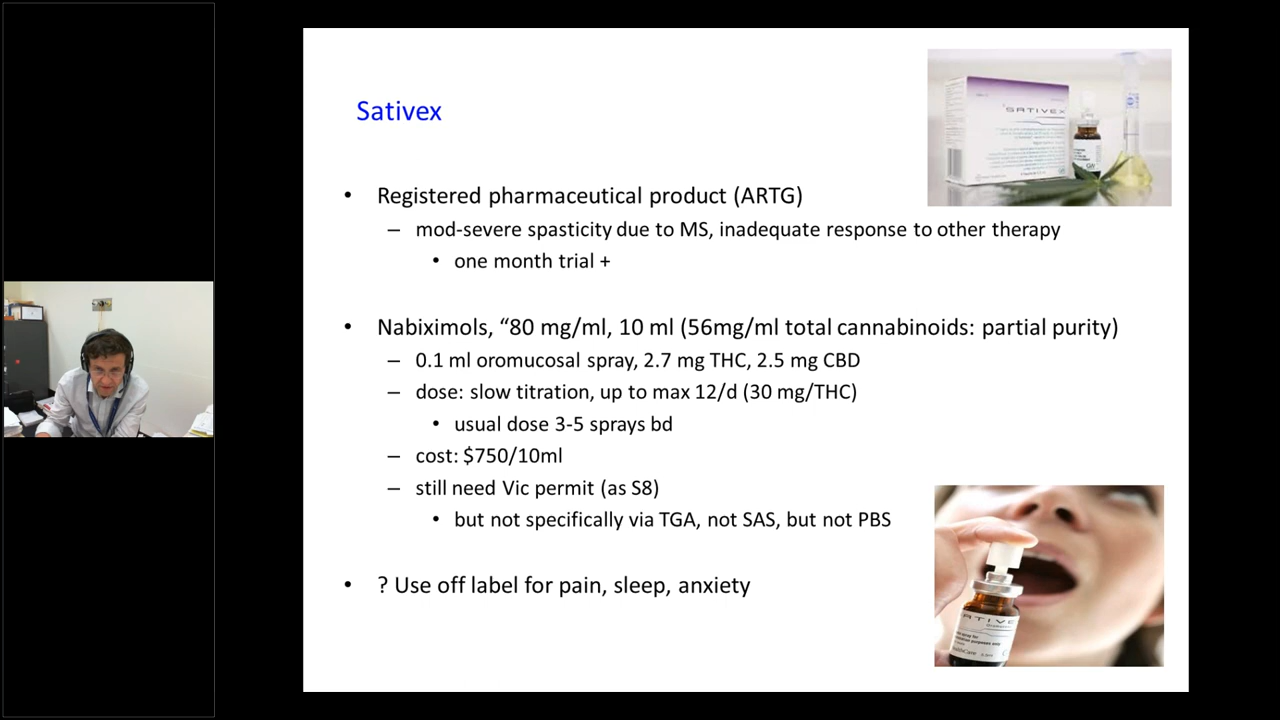 Sativex
• Registered pharmaceutical product (ARTG)
– mod-severe spasticity due to MS, inadequate response to other therapy
• one month trial +
• Nabiximols, “80 mg/ml, 10 ml (56mg/ml total cannabinoids: partial purity)
– 0.1 ml oromucosal spray, 2.7 mg THC, 2.5 mg CBD
– dose: slow titration, up to max 12/d (30 mg/THC)
• usual dose 3-5 sprays bd
– cost: $750/10ml
– still need Vic permit (as S8)
• but not specifically via TGA, not SAS, but not PBS
• ? Use off label for pain, sleep, anxiety
SATIVEX
ATIVE